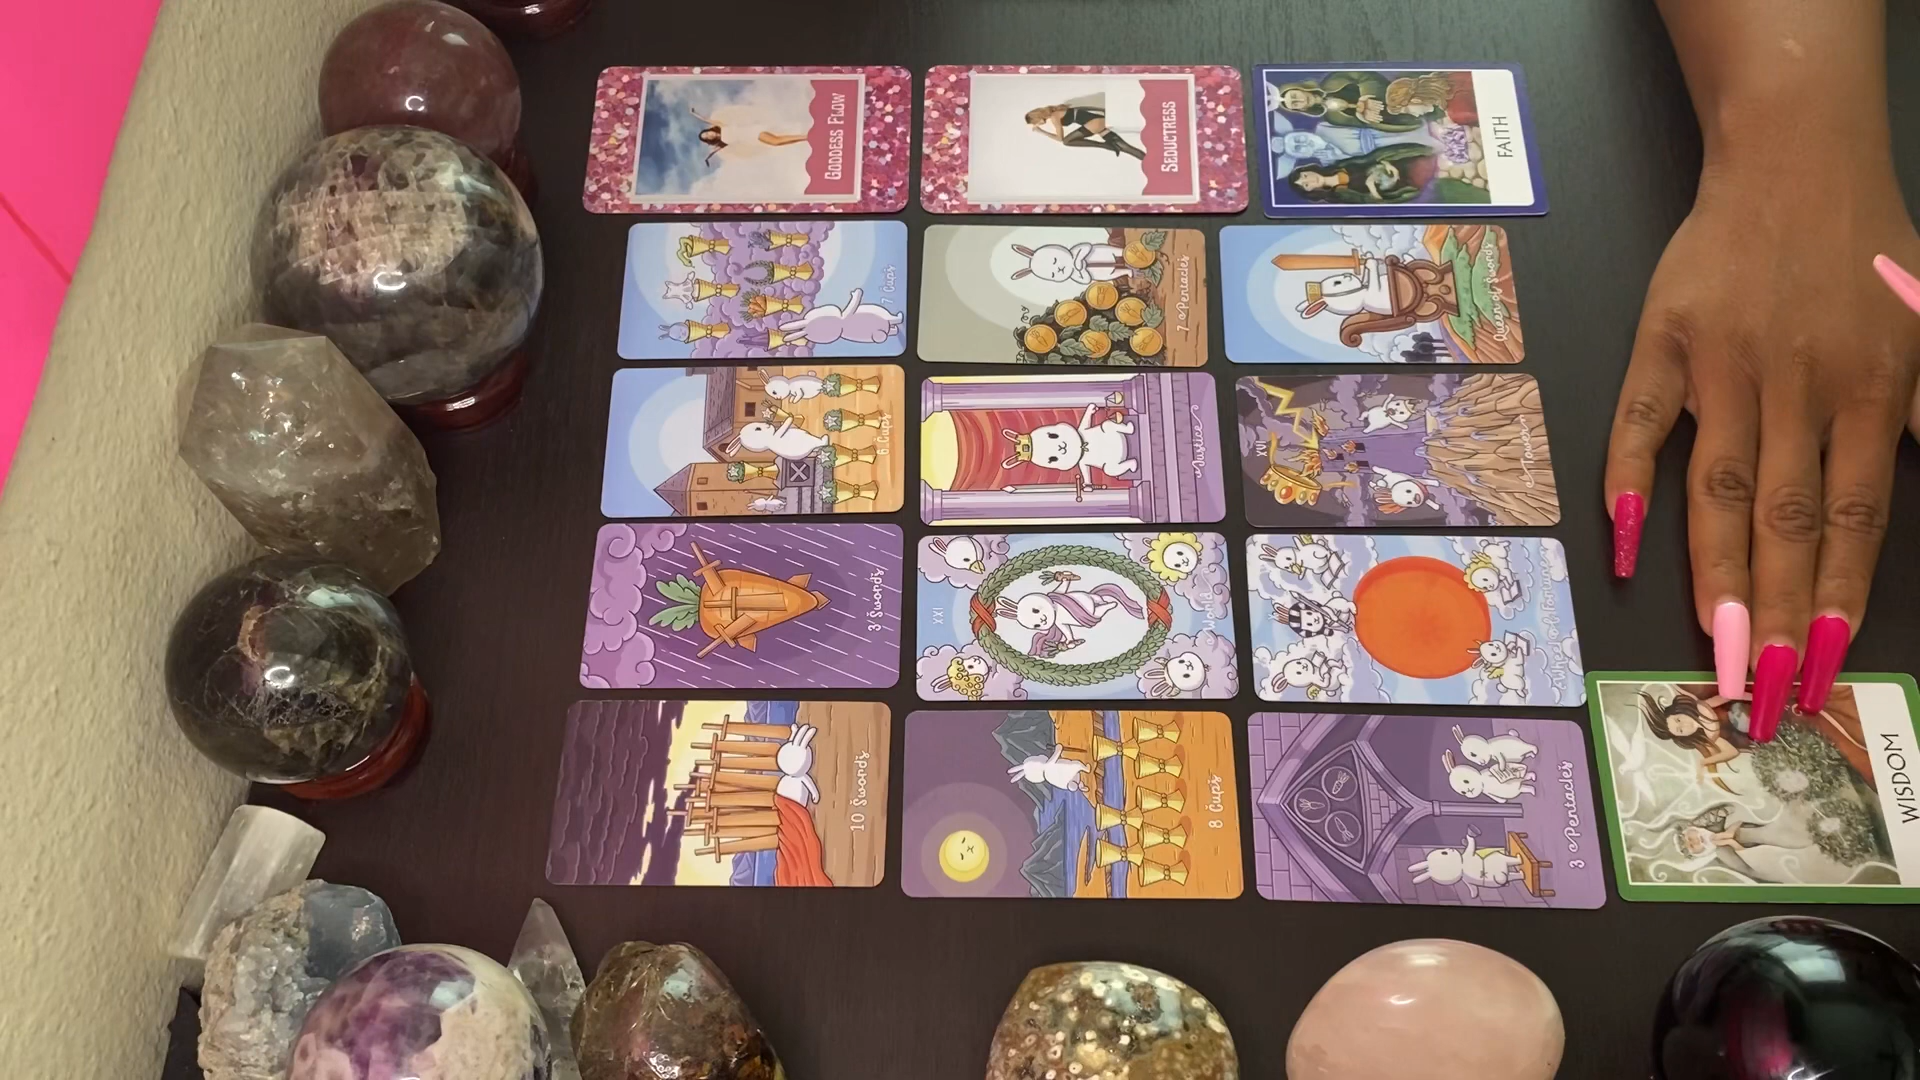 GODDESS FLOW
SEDUCTRESS
FAITH
7 Cups
7 Pentacles
Queen of Swords
6 Cups
Justice
XVI
Tower
3 Swords
XXI
World
Wheel of Fortune
10 Swords
8 Cups
3 Pentacles
WISDOM